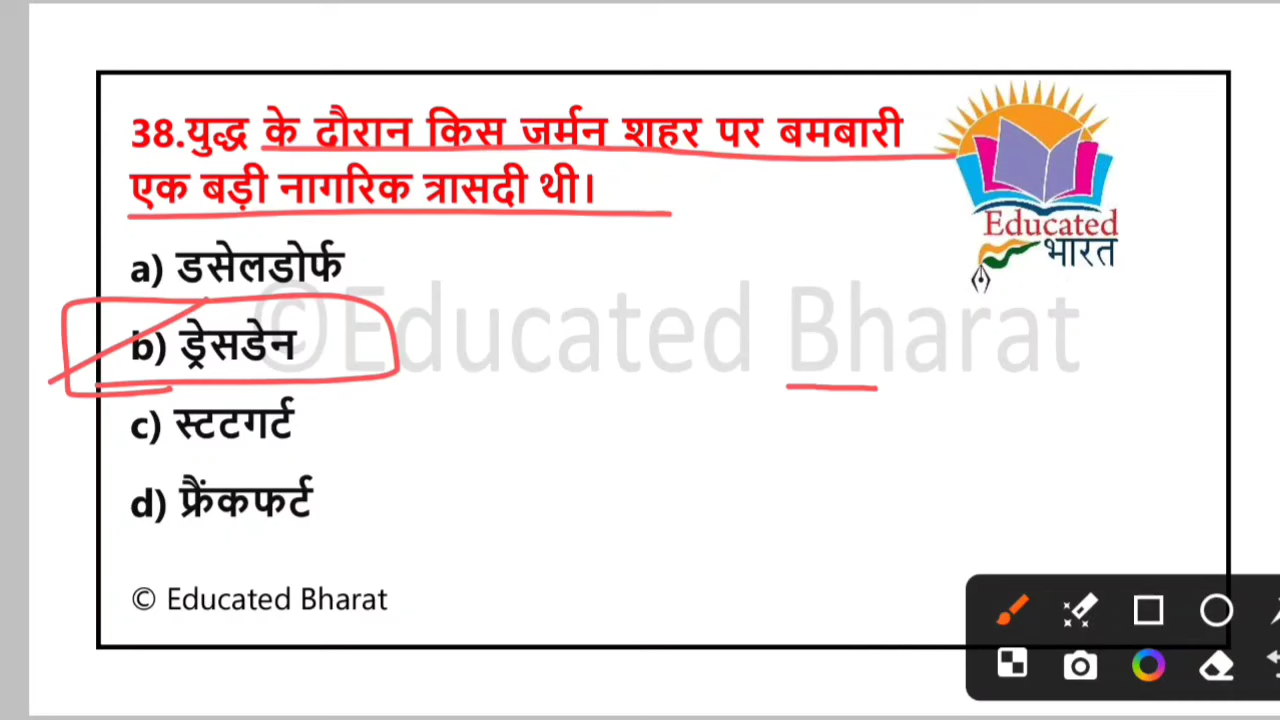 38.युद्ध के दौरान किस जर्मन शहर पर बमबारी
एक बड़ी नागरिक त्रासदी थी।
Educated
भारत
a) डसेलडोर्फ
©Educated Bharat
b) ड्रेसडेन
c) स्टटगर्ट
d) फ्रैंकफर्ट
© Educated Bharat